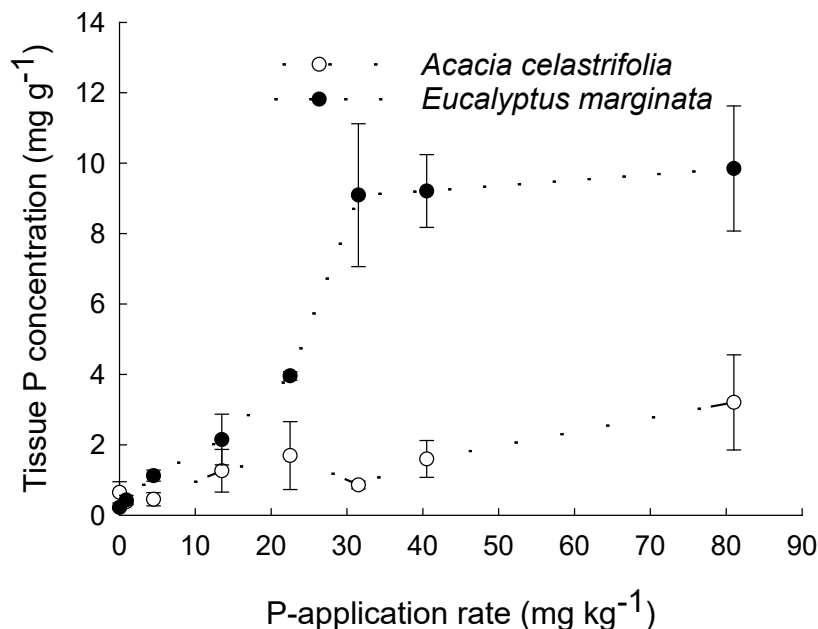 14
12
10
8
6
4
2
0
Tissue P concentration (mg g⁻¹)
Acacia celastrifolia
Eucalyptus marginata
0 10 20 30 40 50 60 70 80 90
P-application rate (mg kg⁻¹)